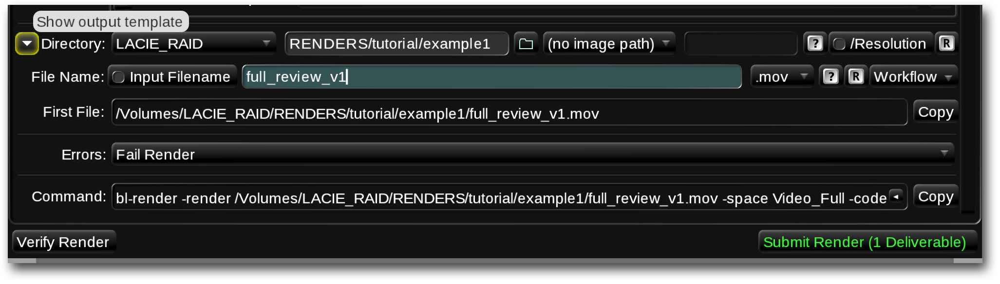 Show output template
Directory: LACIE_RAID RENDERS/tutorial/example1 (no image path) ? /Resolution R
File Name: Input Filename full_review_v1 .mov ? R Workflow
First File: /Volumes/LACIE_RAID/RENDERS/tutorial/example1/full_review_v1.mov Copy
Errors: Fail Render
Command: bl-render -render /Volumes/LACIE_RAID/RENDERS/tutorial/example1/full_review_v1.mov -space Video_Full -code Copy
Verify Render Submit Render (1 Deliverable)